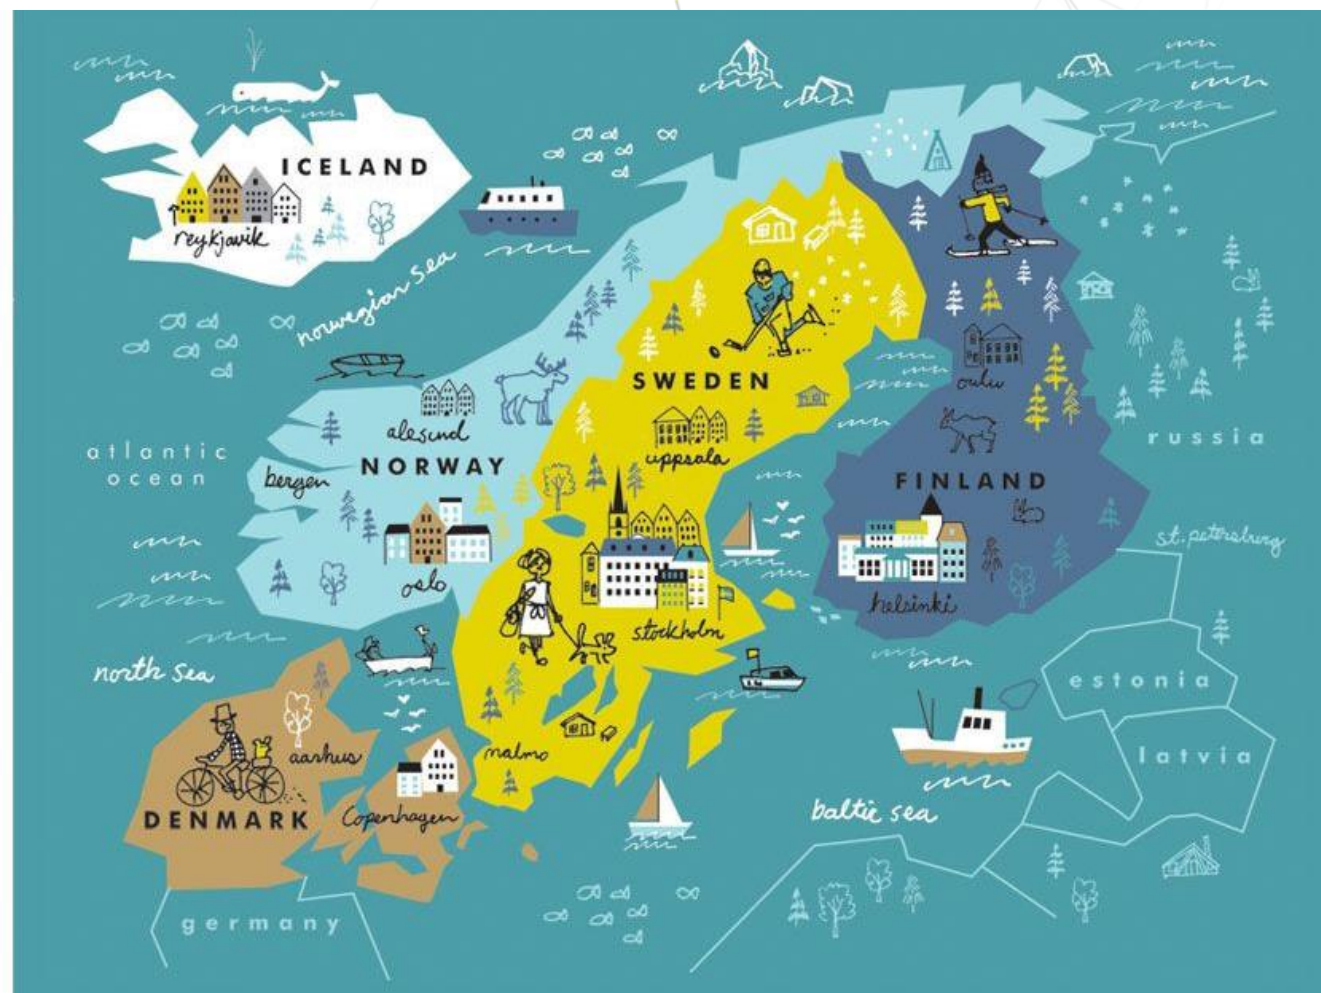 ICELAND
reykjavik
norwegian sea
alesund
atlantic
ocean
bergen
NORWAY
oslo
SWEDEN
uppsala
stockholm
malmo
oulu
FINLAND
helsinki
russia
st. petersburg
north sea
aarhus
DENMARK
Copenhagen
baltic sea
estonia
latvia
germany